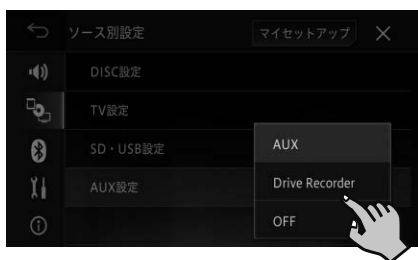 ソース別設定
マイセットアップ
DISC設定
TV設定
SD・USB設定
AUX設定
AUX
Drive Recorder
OFF